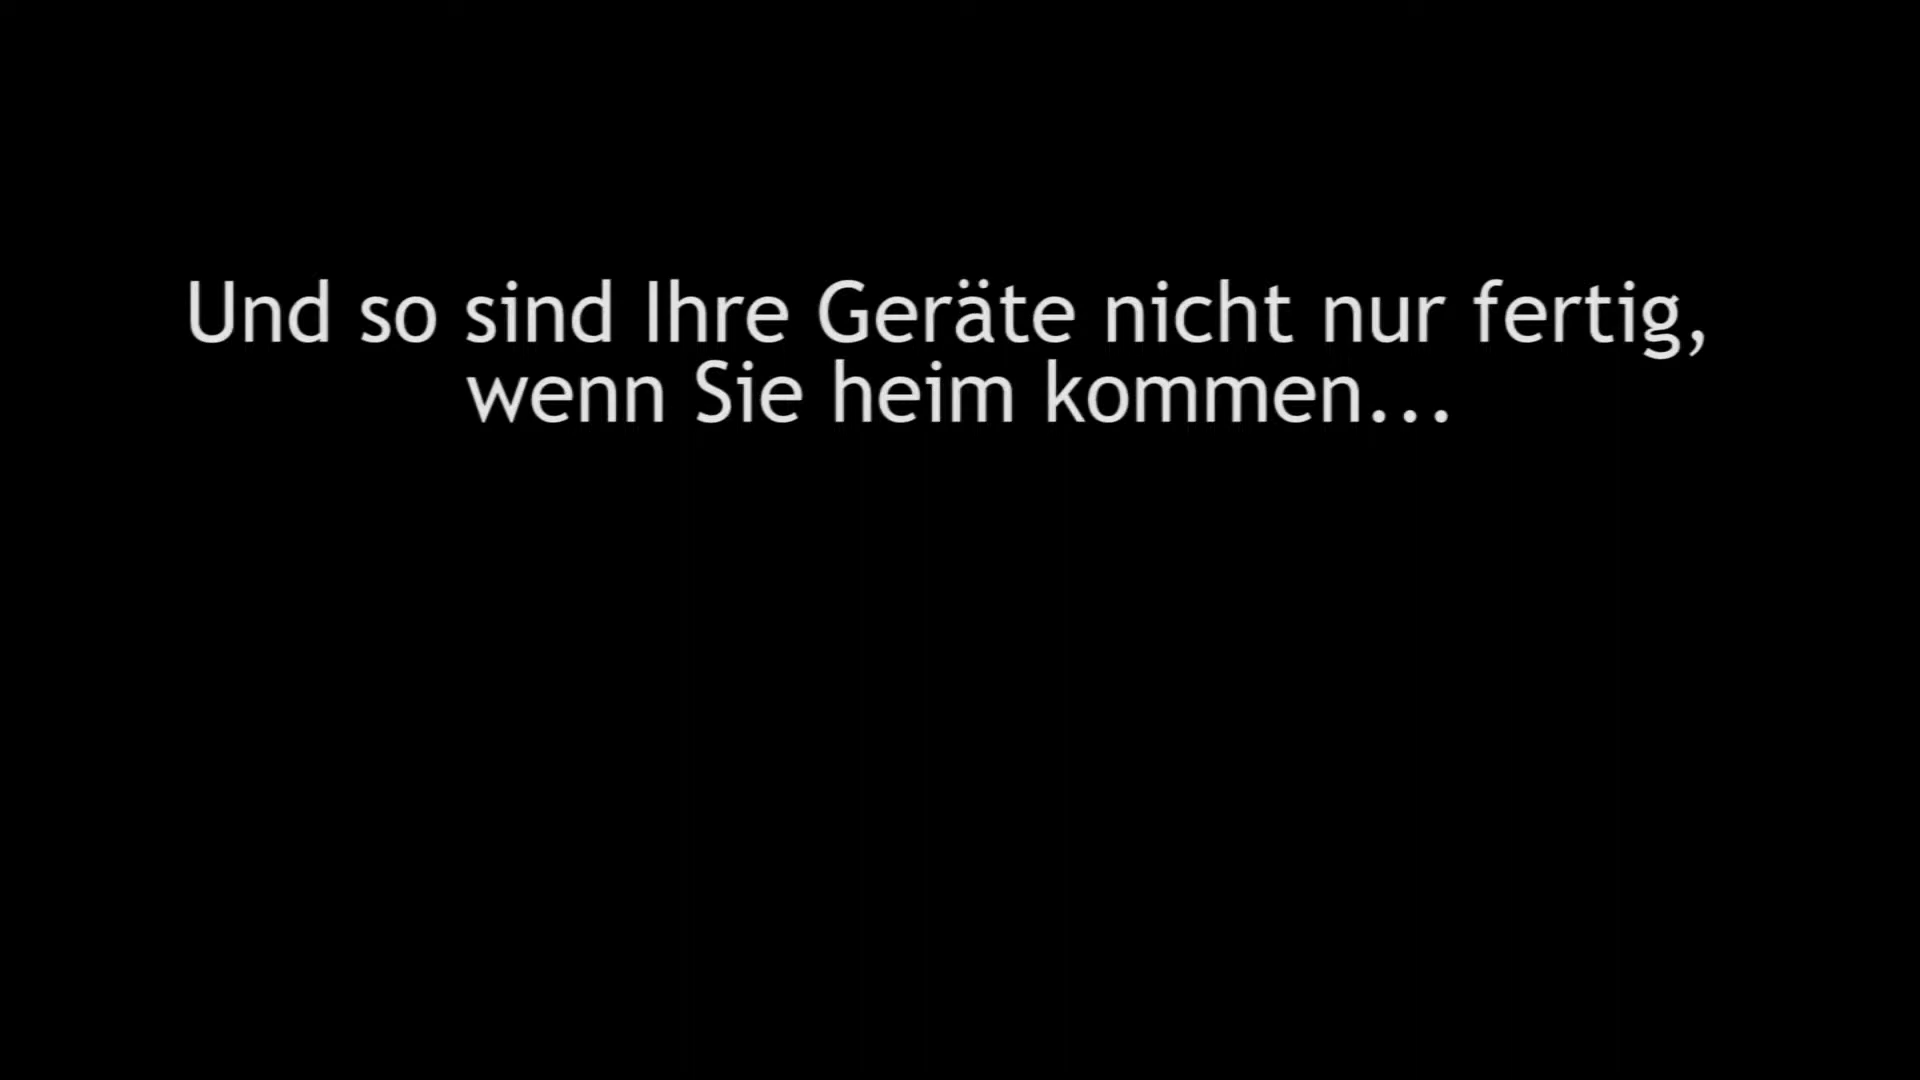 Und so sind Ihre Geräte nicht nur fertig,
wenn Sie heim kommen...